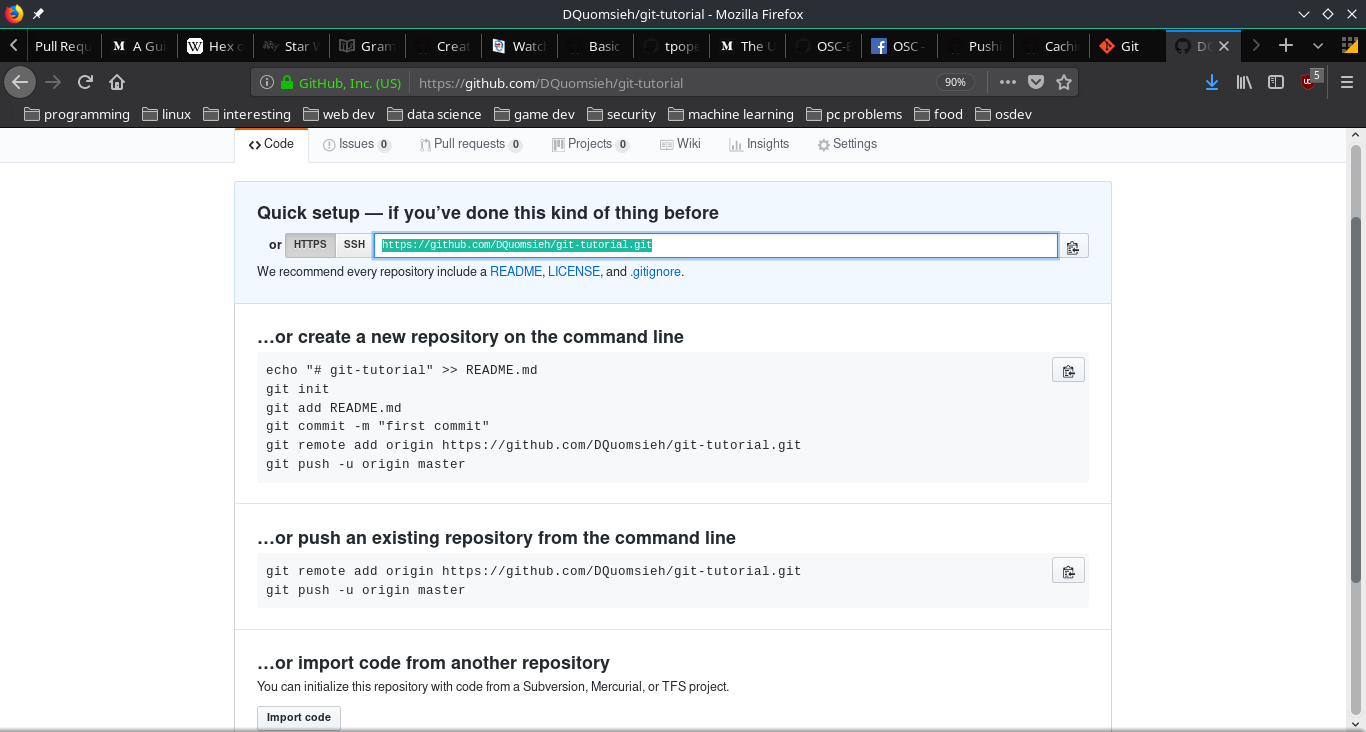 DQuomsieh/git-tutorial - Mozilla Firefox
Pull Requ
A Gui
Hex c
Star
Gram
Creat
Watch
Basic
tpope
The U
OSC-E
OSC -
Pushi
Cachi
Git
GitHub, Inc. (US)
https://github.com/DQuomsieh/git-tutorial
90%
5
programming
linux
interesting
web dev
data science
game dev
security
machine learning
pc problems
food
osdev
Code
Issues 0
Pull requests 0
Projects 0
Wiki
Insights
Settings
Quick setup — if you’ve done this kind of thing before
or HTTPS SSH https://github.com/DQuomsieh/git-tutorial.git
We recommend every repository include a README, LICENSE, and .gitignore.
…or create a new repository on the command line
echo "# git-tutorial" >> README.md
git init
git add README.md
git commit -m "first commit"
git remote add origin https://github.com/DQuomsieh/git-tutorial.git
git push -u origin master
…or push an existing repository from the command line
git remote add origin https://github.com/DQuomsieh/git-tutorial.git
git push -u origin master
…or import code from another repository
You can initialize this repository with code from a Subversion, Mercurial, or TFS project.
Import code